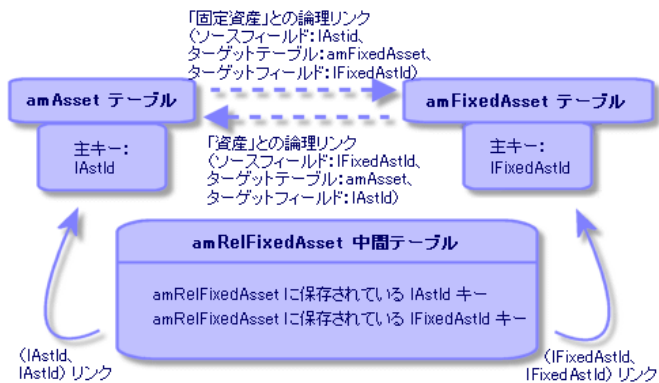 「固定資産」との論理リンク
(ソースフィールド:lAstid、
ターゲットテーブル:amFixedAsset、
ターゲットフィールド:lFixedAstId)
amAsset テーブル
amFixedAsset テーブル
主キー:
lAstId
「資産」との論理リンク
(ソースフィールド:lFixedAstId、
ターゲットテーブル:amAsset、
ターゲットフィールド:lAstId)
主キー:
lFixedAstId
amRelFixedAsset 中間テーブル
amRelFixedAsset に保存されている lAstId キー
amRelFixedAsset に保存されている lFixedAstId キー
(lAstId、
lAstId) リンク
(lFixedAstId、
lFixedAstId) リンク